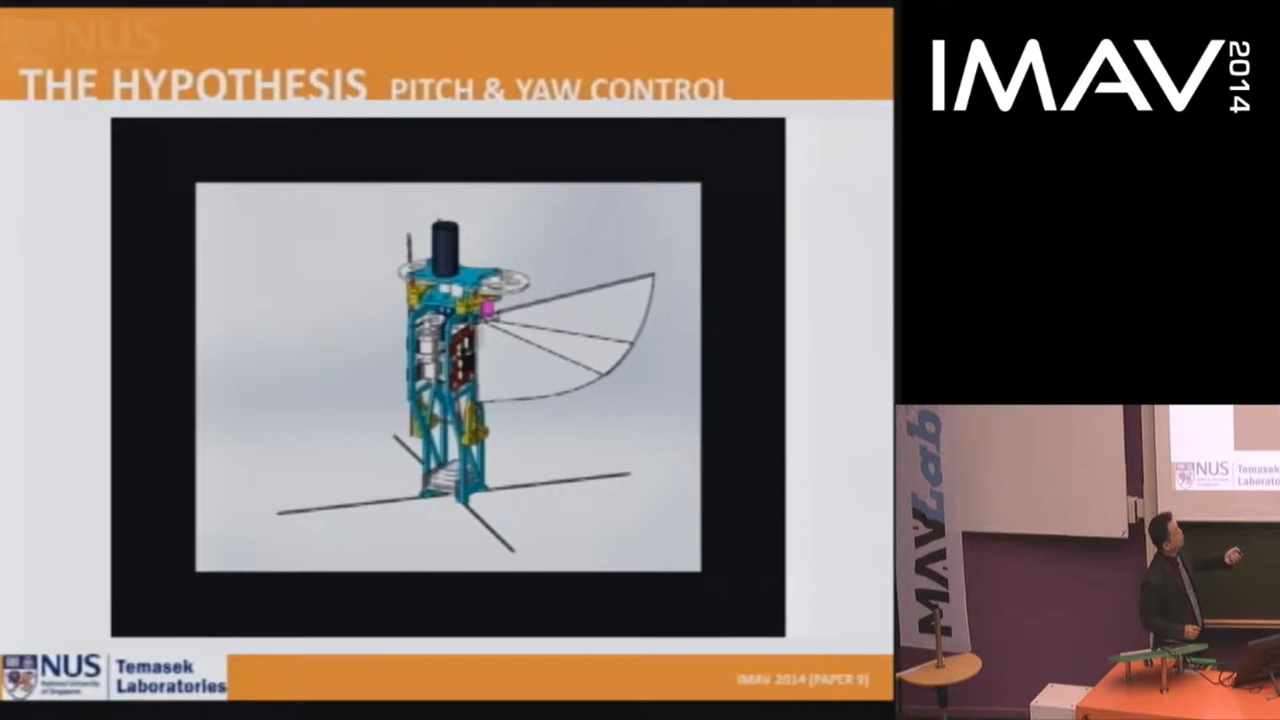 NUS
THE HYPOTHESIS PITCH & YAW CONTROL
IMAV 2014
NUS
National University
of Singapore
Temasek
Laboratories
IMAV 2014 [PAPER 9]
MAVLab
NUS
Temasek
Laborato